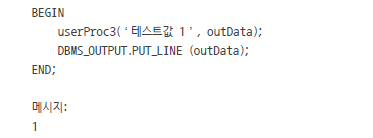 BEGIN
userProc3( ‘ 테스트값 1 ’ , outData);
DBMS_OUTPUT.PUT_LINE (outData);
END;
메시지:
1